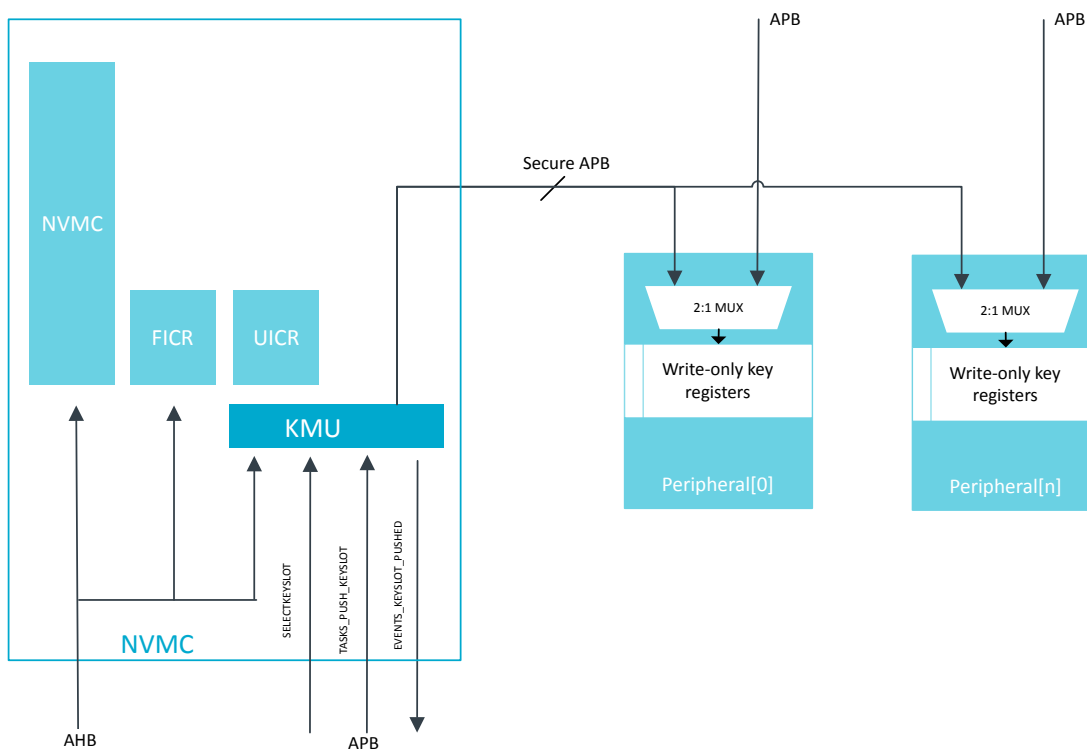 APB
APB
Secure APB
NVMC
FICR
UICR
KMU
2:1 MUX
Write-only key
registers
Peripheral[0]
2:1 MUX
Write-only key
registers
Peripheral[n]
SELECTKEYSLOT
TASKS_PUSH_KEYSLOT
EVENTS_KEYSLOT_PUSHED
NVMC
AHB
APB